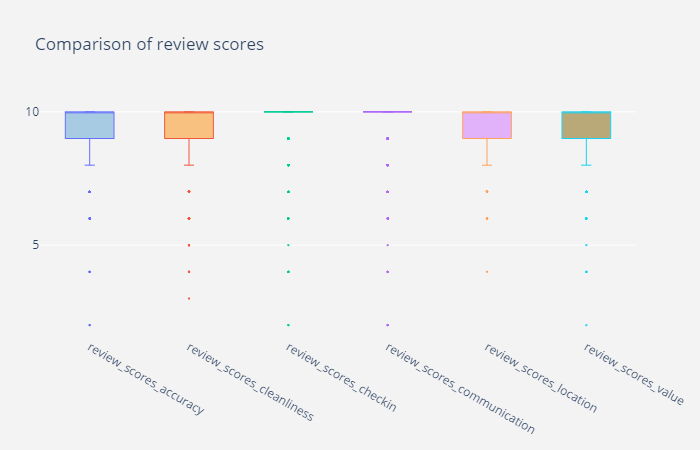 Comparison of review scores
10
5
review_scores_accuracy
review_scores_cleanliness
review_scores_checkin
review_scores_communication
review_scores_location
review_scores_value